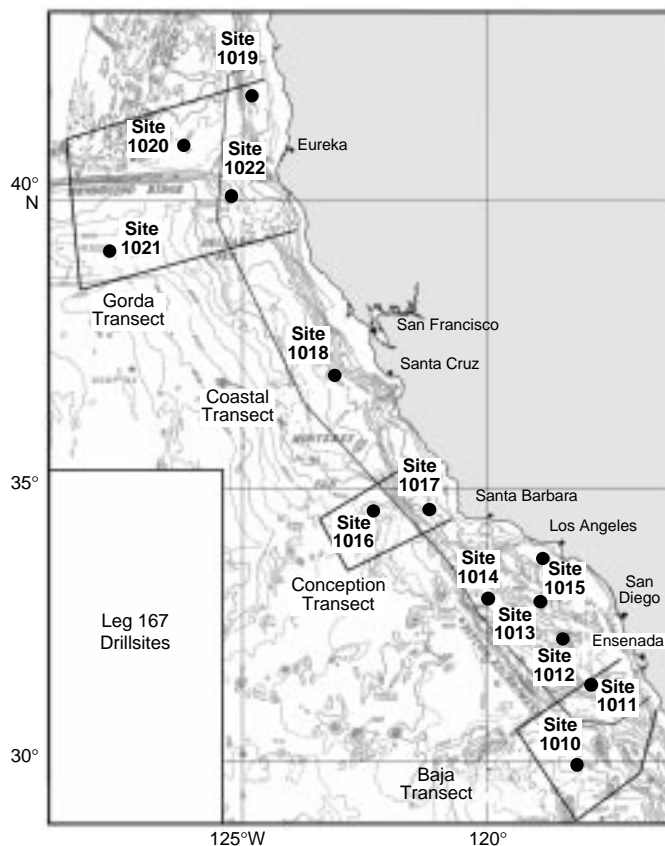 Site
1019
Site
1020
Eureka
Site
1022
40°
N
Site
1021
Gorda
Transect
San Francisco
Site
1018
Santa Cruz
Coastal
Transect
MONTEREY
35°
Site
1017
Santa Barbara
Site
1016
Los Angeles
Site
1014
Site
1015
Conception
Transect
San
Diego
Site
1013
Leg 167
Drillsites
Ensenada
Site
1012
Site
1011
Site
1010
30°
Baja
Transect
125°W
120°